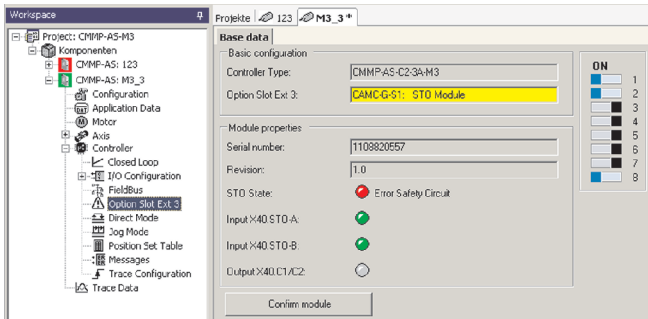 Workspace
Project: CMMP-AS-M3
Komponenten
CMMP-AS: 123
CMMP-AS: M3_3
Configuration
Application Data
Motor
Axis
Controller
Closed Loop
I/O Configuration
FieldBus
Option Slot Ext 3
Direct Mode
Jog Mode
Position Set Table
Messages
Trace Configuration
Trace Data
Projekte 123 M3_3 *
Base data
Basic configuration
Controller Type: CMMP-AS-C2-3A-M3
Option Slot Ext 3: CAMC-G-S1: STO Module
Module properties
Serial number: 1108820557
Revision: 1.0
STO State: Error Safety Circuit
Input X40.STO-A:
Input X40.STO-B:
Output X40.C1/C2:
Confirm module
ON
1
2
3
4
5
6
7
8